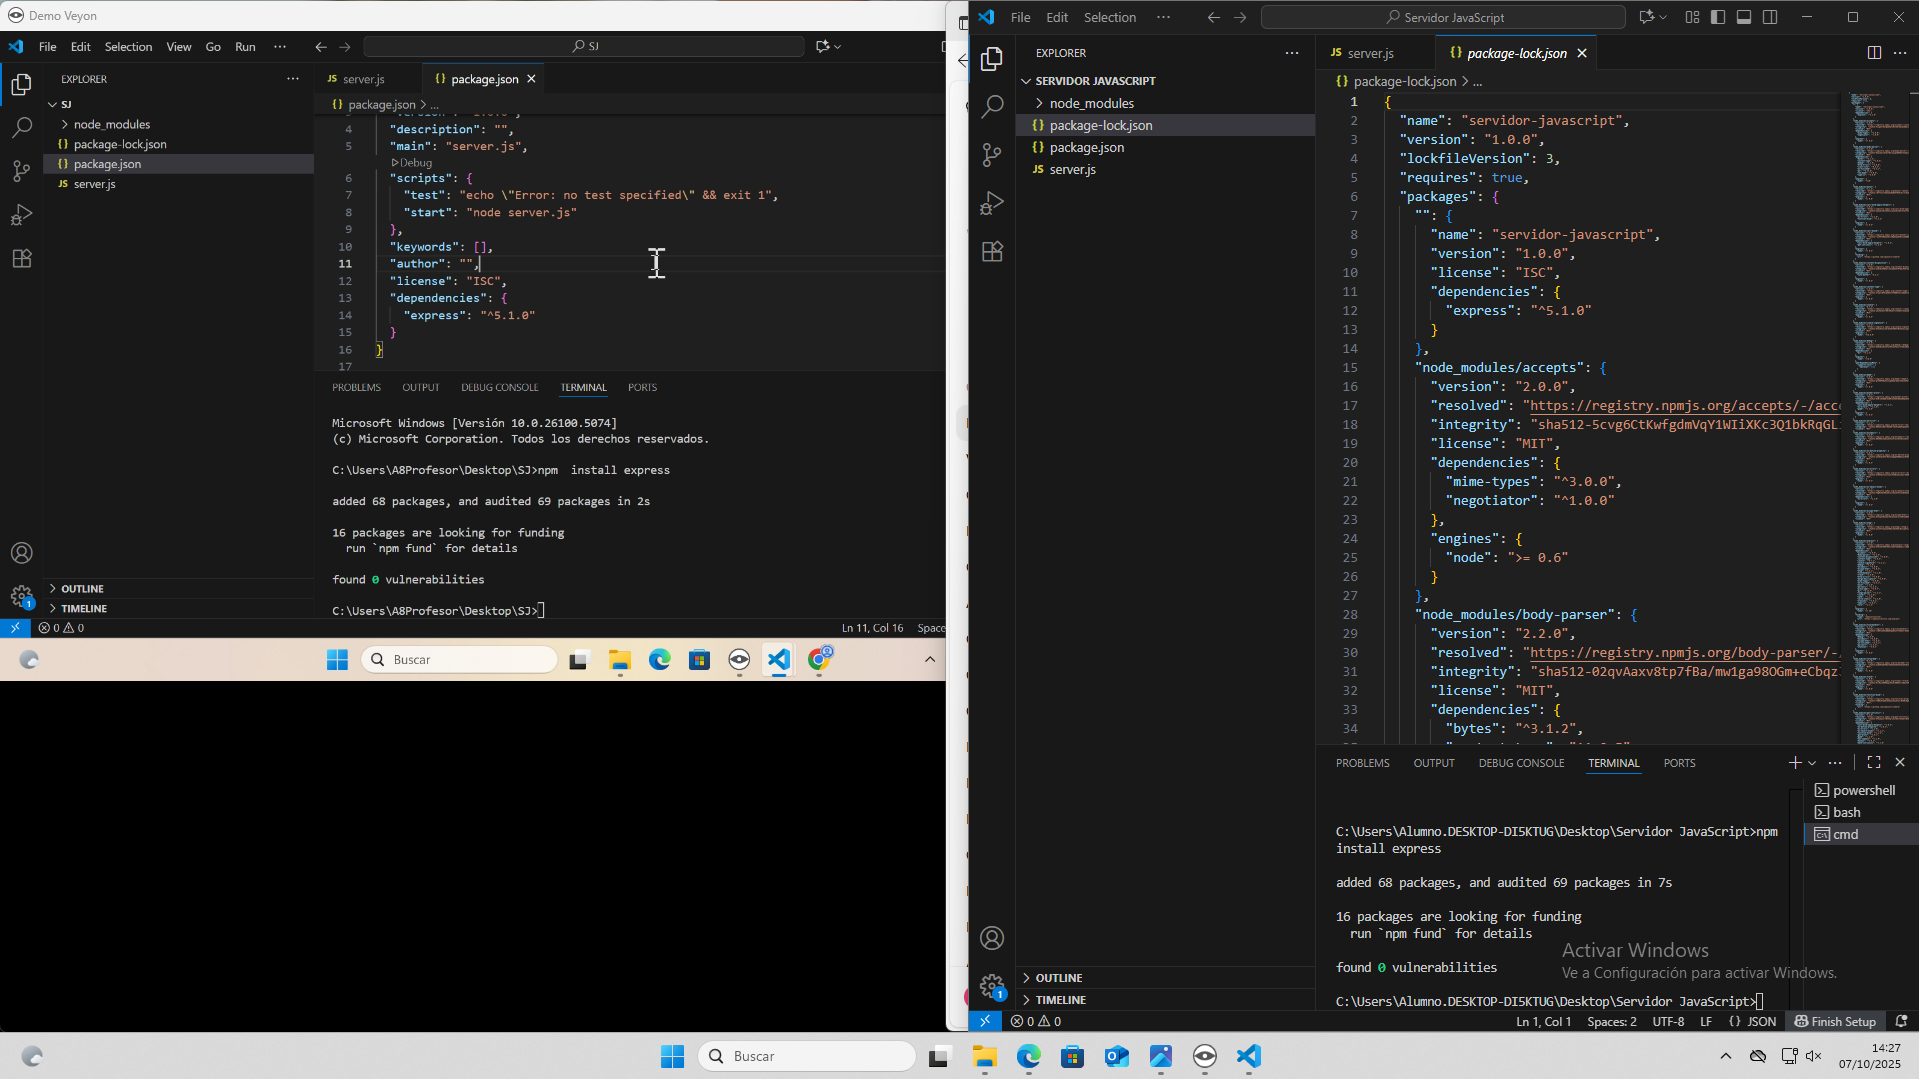 Demo Veyon
File Edit Selection View Go Run ··· SJ
EXPLORER ···
SJ
node_modules
package-lock.json
package.json
server.js
OUTLINE
TIMELINE
server.js
package.json
package.json > ...
4 "description": "",
5 "main": "server.js",
Debug
6 "scripts": {
7 "test": "echo \"Error: no test specified\" && exit 1",
8 "start": "node server.js"
9 },
10 "keywords": [],
11 "author": "",
12 "license": "ISC",
13 "dependencies": {
14 "express": "^5.1.0"
15 }
16 }
17
PROBLEMS OUTPUT DEBUG CONSOLE TERMINAL PORTS
Microsoft Windows [Versión 10.0.26100.5074]
(c) Microsoft Corporation. Todos los derechos reservados.
C:\Users\A8Profesor\Desktop\SJ>npm  install express
added 68 packages, and audited 69 packages in 2s
16 packages are looking for funding
run `npm fund` for details
found 0 vulnerabilities
C:\Users\A8Profesor\Desktop\SJ>
1
0 0 Ln 11, Col 16 Space
Buscar
File Edit Selection ··· Servidor JavaScript
EXPLORER ···
SERVIDOR JAVASCRIPT
node_modules
package-lock.json
package.json
server.js
OUTLINE
TIMELINE
server.js
package-lock.json
package-lock.json > ...
1 {
2 "name": "servidor-javascript",
3 "version": "1.0.0",
4 "lockfileVersion": 3,
5 "requires": true,
6 "packages": {
7 "": {
8 "name": "servidor-javascript",
9 "version": "1.0.0",
10 "license": "ISC",
11 "dependencies": {
12 "express": "^5.1.0"
13 }
14 },
15 "node_modules/accepts": {
16 "version": "2.0.0",
17 "resolved": "https://registry.npmjs.org/accepts/-/acc
18 "integrity": "sha512-5cvg6CtKwfgdmVqY1WIiXKc3Q1bkRqGL
19 "license": "MIT",
20 "dependencies": {
21 "mime-types": "^3.0.0",
22 "negotiator": "^1.0.0"
23 },
24 "engines": {
25 "node": ">= 0.6"
26 }
27 },
28 "node_modules/body-parser": {
29 "version": "2.2.0",
30 "resolved": "https://registry.npmjs.org/body-parser/-
31 "integrity": "sha512-02qvAaxv8tp7fBa/mw1ga98OGm+eCbqz
32 "license": "MIT",
33 "dependencies": {
34 "bytes": "^3.1.2",
PROBLEMS OUTPUT DEBUG CONSOLE TERMINAL PORTS
powershell
bash
cmd
C:\Users\Alumno.DESKTOP-DI5KTUG\Desktop\Servidor JavaScript>npm
install express
added 68 packages, and audited 69 packages in 7s
16 packages are looking for funding
run `npm fund` for details
found 0 vulnerabilities
C:\Users\Alumno.DESKTOP-DI5KTUG\Desktop\Servidor JavaScript>
Activar Windows
Ve a Configuración para activar Windows.
1
0 0 Ln 1, Col 1 Spaces: 2 UTF-8 LF {} JSON Finish Setup
Buscar
14:27
07/10/2025